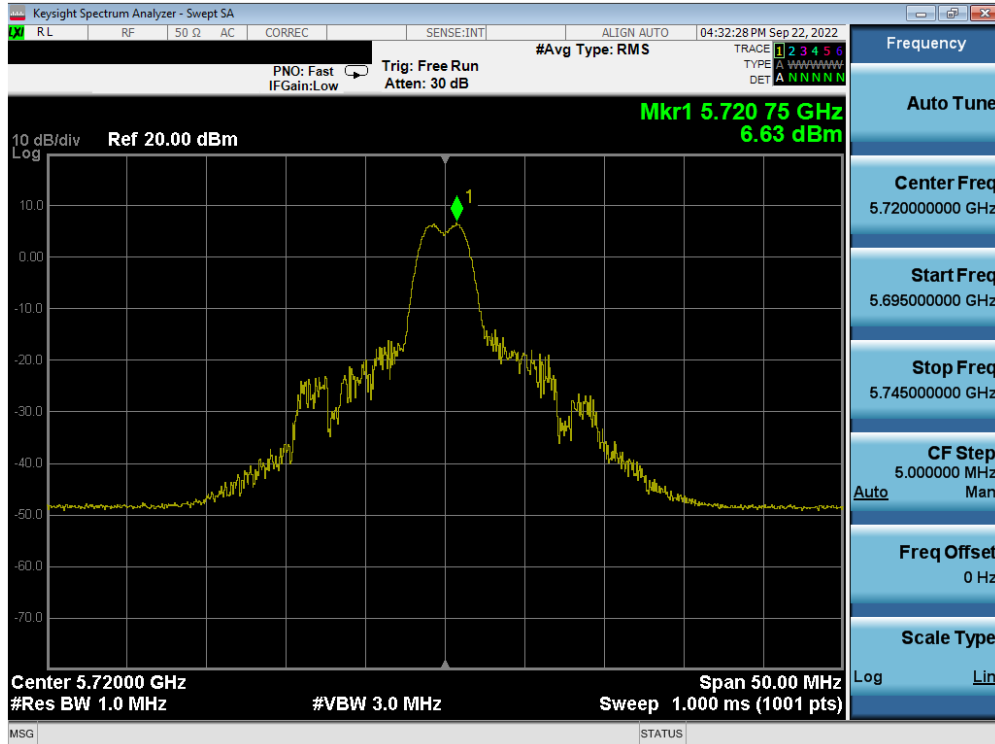 Keysight Spectrum Analyzer - Swept SA
LXI RL RF 50 Ω AC CORREC SENSE:INT ALIGN AUTO 04:32:28 PM Sep 22, 2022
#Avg Type: RMS
TRACE 1 2 3 4 5 6
TYPE A WWWWW
DET A N N N N N
PNO: Fast
IFGain:Low
Trig: Free Run
Atten: 30 dB
Mkr1 5.720 75 GHz
6.63 dBm
10 dB/div
Log
Ref 20.00 dBm
1
10.0
0.00
-10.0
-20.0
-30.0
-40.0
-50.0
-60.0
-70.0
Center 5.72000 GHz
#Res BW 1.0 MHz
#VBW 3.0 MHz
Span 50.00 MHz
Sweep 1.000 ms (1001 pts)
MSG
STATUS
Frequency
Auto Tune
Center Freq
5.720000000 GHz
Start Freq
5.695000000 GHz
Stop Freq
5.745000000 GHz
CF Step
5.000000 MHz
Auto Man
Freq Offset
0 Hz
Scale Type
Log Lin